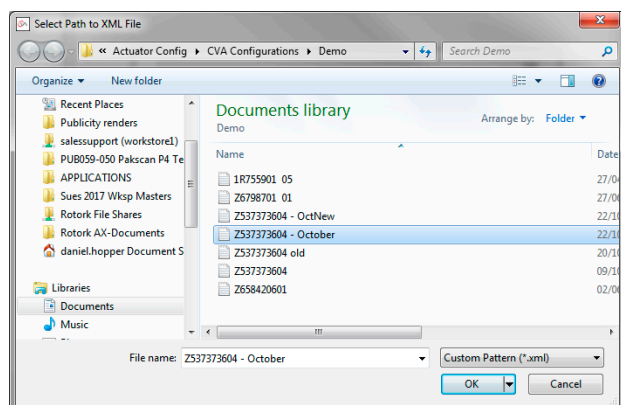 Select Path to XML File
« Actuator Config ▸ CVA Configurations ▸ Demo
Search Demo
Organize ▾ New folder
Recent Places
Publicity renders
salessupport (workstore1)
PUB059-050 Pakscan P4 Te
APPLICATIONS
Sues 2017 Wksp Masters
Rotork File Shares
Rotork AX-Documents
daniel.hopper Document S
Libraries
Documents
Music
Documents library
Demo
Arrange by: Folder ▾
Name Date
1R755901 05 27/0
Z6798701 01 27/0
Z537373604 - OctNew 22/1
Z537373604 - October 22/1
Z537373604 old 20/1
Z537373604 09/1
Z658420601 02/0
File name: Z537373604 - October
Custom Pattern (*.xml)
OK Cancel